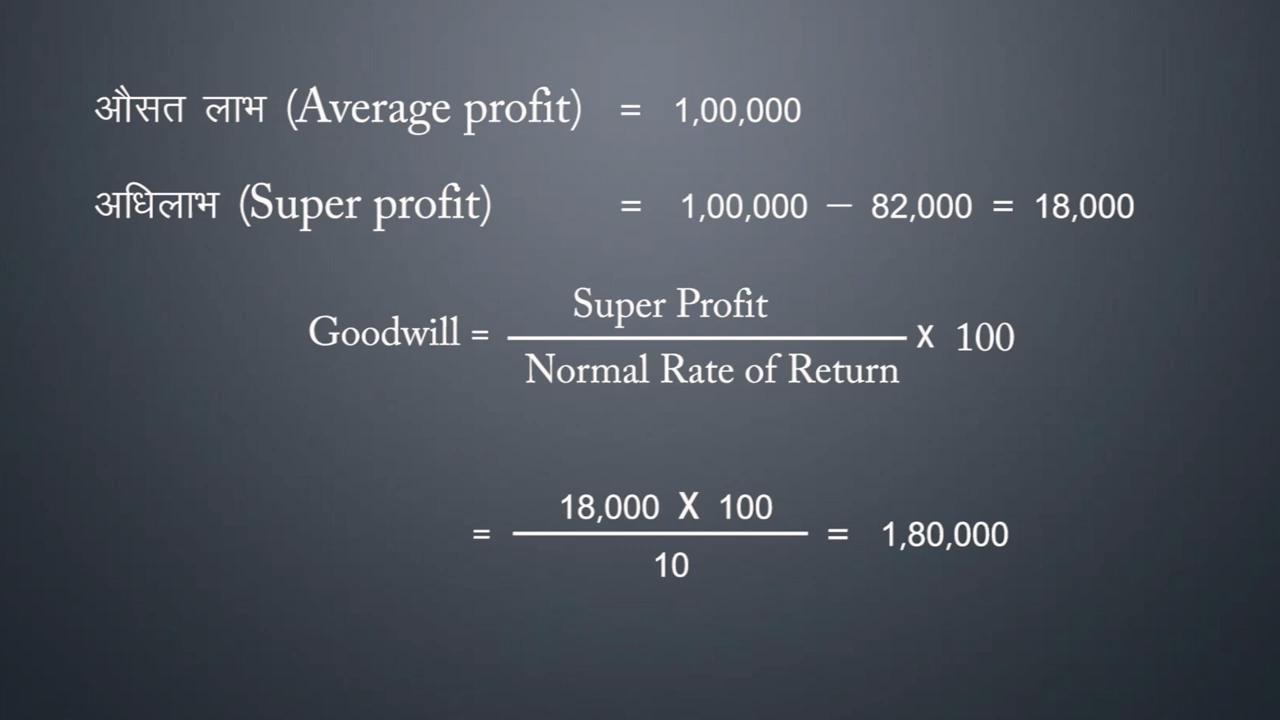 औसत लाभ (Average profit) = 1,00,000
अधिलाभ (Super profit) = 1,00,000 – 82,000 = 18,000
Super Profit
Goodwill = X 100
Normal Rate of Return
18,000 X 100
= = 1,80,000
10